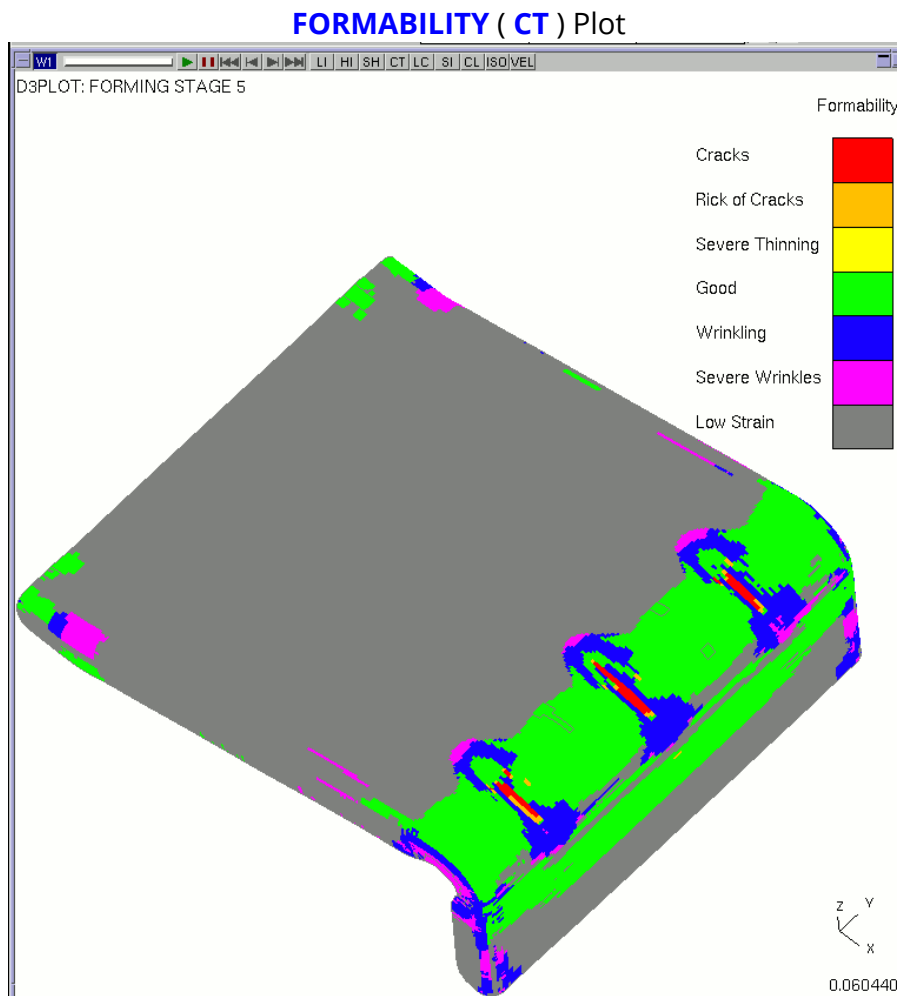 FORMABILITY ( CT ) Plot
W1 LI HI SH CT LC SI CL ISO VEL
D3PLOT: FORMING STAGE 5
Formability
Cracks
Rick of Cracks
Severe Thinning
Good
Wrinkling
Severe Wrinkles
Low Strain
Z Y
X
0.060440